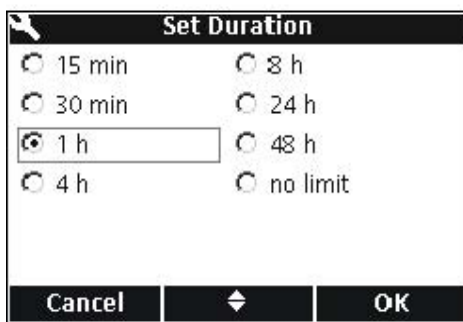 Set Duration
15 min
30 min
1 h
4 h
8 h
24 h
48 h
no limit
Cancel OK